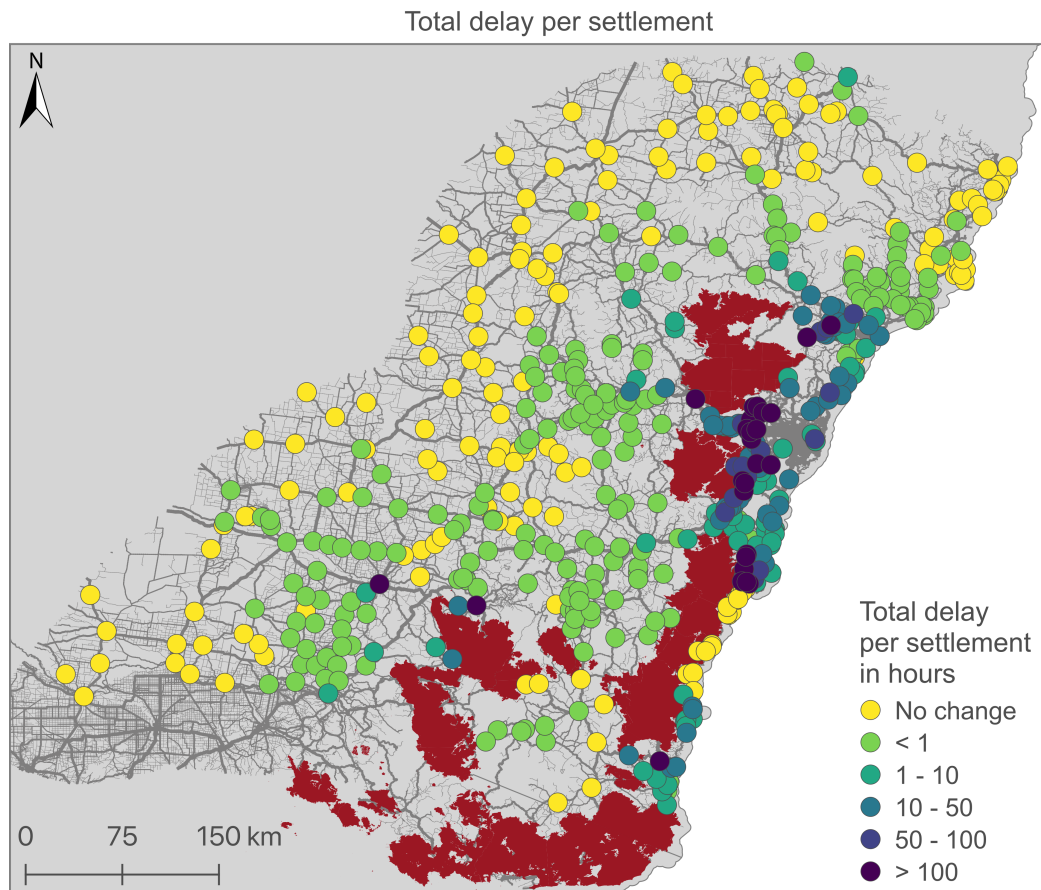 Total delay per settlement
N
Total delay
per settlement
in hours
No change
< 1
1 - 10
10 - 50
50 - 100
> 100
0 75 150 km